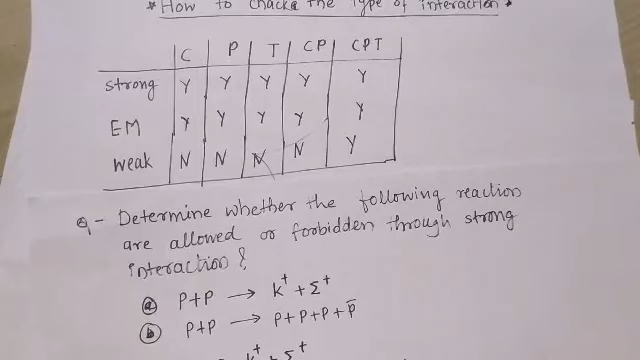 *How to chack the Type of interaction*
C P T CP CPT
strong Y Y Y Y Y
EM Y Y Y Y Y
weak N N N N Y
Q- Determine whether the following reaction
are allowed or forbidden through strong
interaction?
(a) P+P → K⁺ + Σ⁺
(b) P+P → P+P+P+p̄
K⁺ + Σ⁺